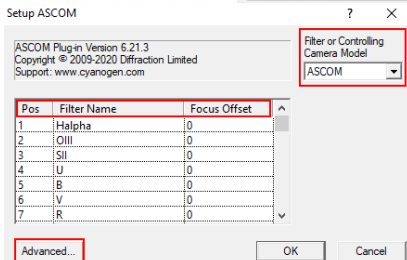 Setup ASCOM ? X
ASCOM Plug-in Version 6.21.3
Copyright © 2009-2020 Diffraction Limited
Support: www.cyanogen.com
Filter or Controlling
Camera Model
ASCOM
Pos Filter Name Focus Offset
1 Halpha 0
2 OIII 0
3 SII 0
4 U 0
5 B 0
6 V 0
7 R 0
Advanced... OK Cancel